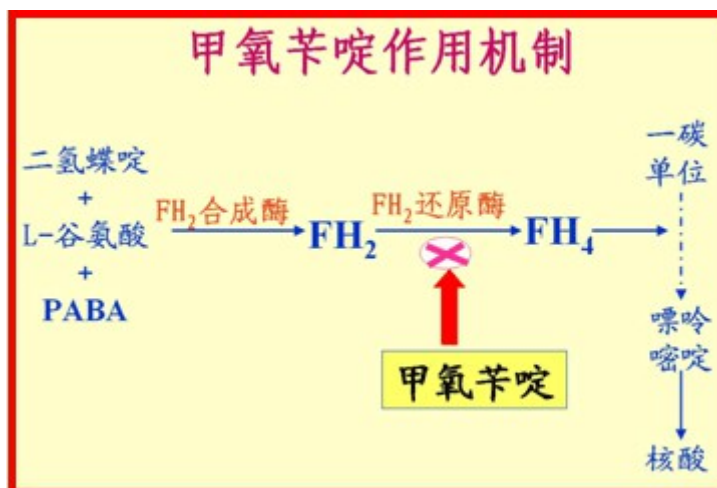 甲氧苄啶作用机制
二氢蝶啶
+
L-谷氨酸
+
PABA
FH2合成酶
FH2
FH2还原酶
FH4
甲氧苄啶
一碳
单位
嘌呤
嘧啶
核酸